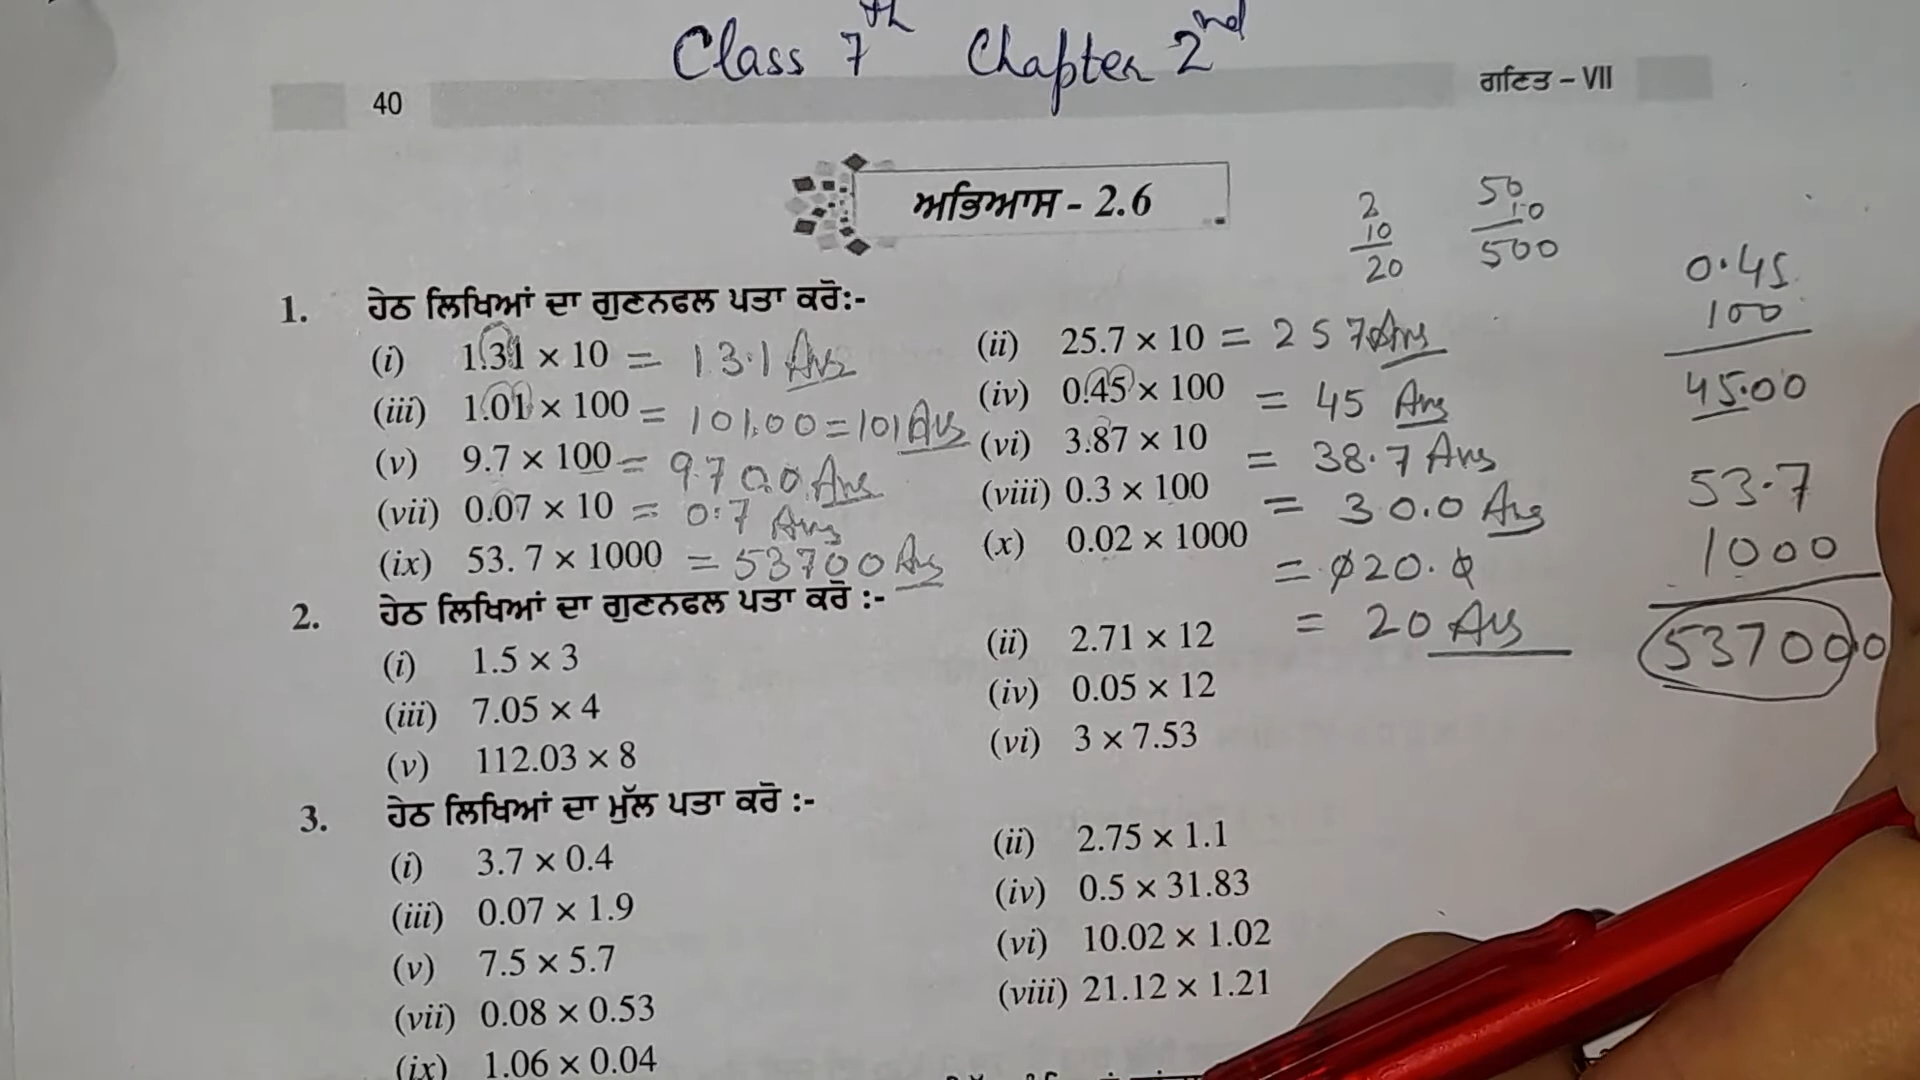 Class 7th Chapter 2nd
40 ਗਣਿਤ – VII
ਅਭਿਆਸ - 2.6
2
10
20
50
10
500
0.45
100
45.00
1. ਹੇਠ ਲਿਖਿਆਂ ਦਾ ਗੁਣਨਫਲ ਪਤਾ ਕਰੋ:-
(i) 1.31 × 10 = 13.1 Ans (ii) 25.7 × 10 = 257 Ans
(iii) 1.01 × 100 = 101.00 = 101 Ans (iv) 0.45 × 100 = 45 Ans
(v) 9.7 × 100 = 970.0 Ans (vi) 3.87 × 10 = 38.7 Ans
(vii) 0.07 × 10 = 0.7 Ans (viii) 0.3 × 100 = 30.0 Ans
(ix) 53. 7 × 1000 = 53700 Ans (x) 0.02 × 1000 = 020.0
= 20 Ans
53.7
1000
53700.0
2. ਹੇਠ ਲਿਖਿਆਂ ਦਾ ਗੁਣਨਫਲ ਪਤਾ ਕਰੋ :-
(i) 1.5 × 3 (ii) 2.71 × 12
(iii) 7.05 × 4 (iv) 0.05 × 12
(v) 112.03 × 8 (vi) 3 × 7.53
3. ਹੇਠ ਲਿਖਿਆਂ ਦਾ ਮੁੱਲ ਪਤਾ ਕਰੋ :-
(i) 3.7 × 0.4 (ii) 2.75 × 1.1
(iii) 0.07 × 1.9 (iv) 0.5 × 31.83
(v) 7.5 × 5.7 (vi) 10.02 × 1.02
(vii) 0.08 × 0.53 (viii) 21.12 × 1.21
(ix) 1.06 × 0.04